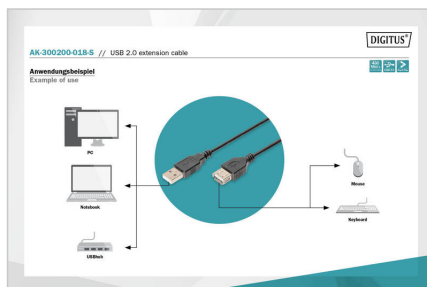 DIGITUS®
AK-300200-018-S // USB 2.0 extension cable
Anwendungsbeispiel
Example of use
PC
Notebook
USBhub
Mouse
Keyboard